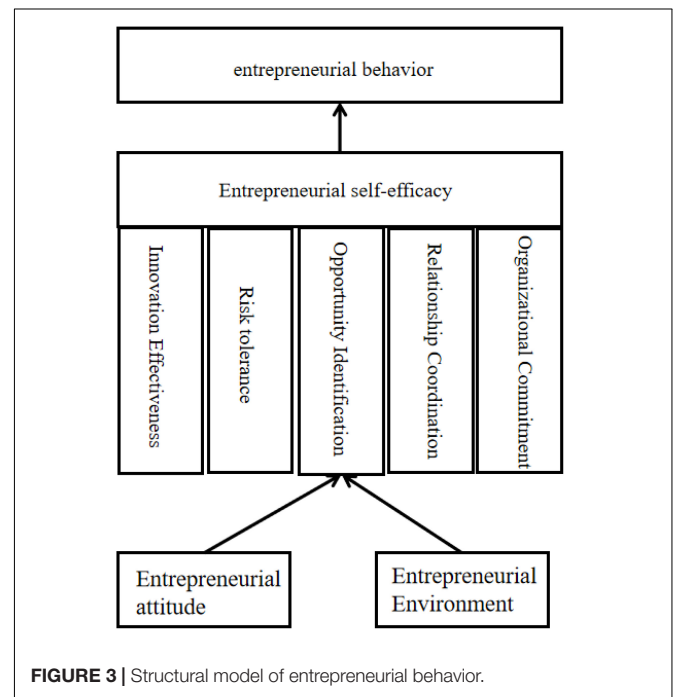 entrepreneurial behavior
Entrepreneurial self-efficacy
Innovation Effectiveness
Risk tolerance
Opportunity Identification
Relationship Coordination
Organizational Commitment
Entrepreneurial
attitude
Entrepreneurial
Environment
FIGURE 3 | Structural model of entrepreneurial behavior.